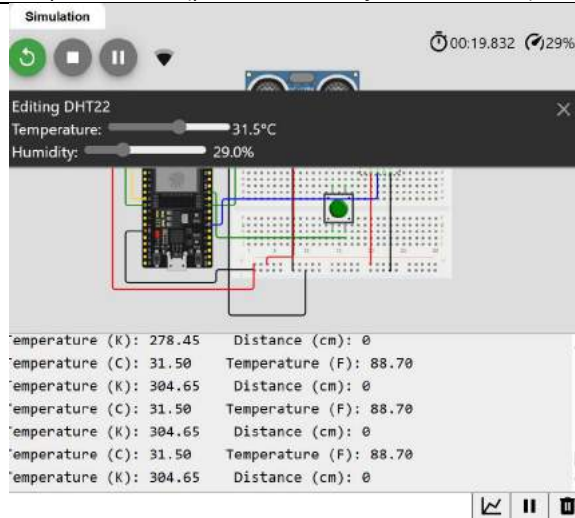 Simulation
00:19.832 29%
Editing DHT22
Temperature: 31.5°C
Humidity: 29.0%
emperature (K): 278.45 Distance (cm): 0
emperature (C): 31.50 Temperature (F): 88.70
emperature (K): 304.65 Distance (cm): 0
emperature (C): 31.50 Temperature (F): 88.70
emperature (K): 304.65 Distance (cm): 0
emperature (C): 31.50 Temperature (F): 88.70
emperature (K): 304.65 Distance (cm): 0